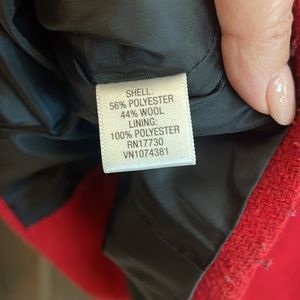 SHELL:
56% POLYESTER
44% WOOL
LINING:
100% POLYESTER
RN17730
VN1074381